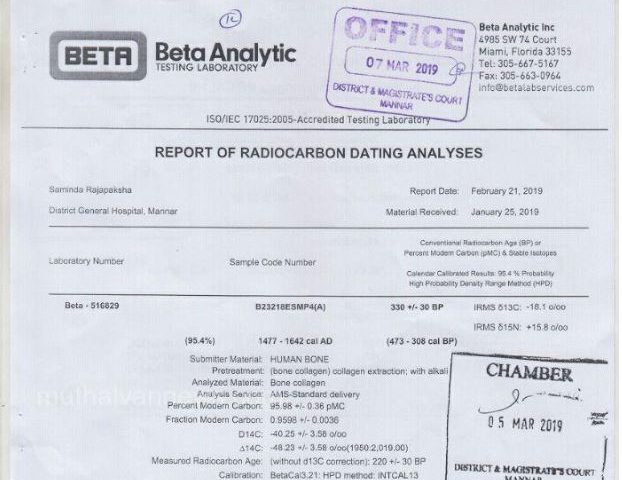 BETA
Beta Analytic
TESTING LABORATORY
OFFICE
07 MAR 2019
DISTRICT & MAGISTRATE'S COURT
MANNAR
Beta Analytic Inc
4985 SW 74 Court
Miami, Florida 33155
Tel: 305-667-5167
Fax: 305-663-0964
info@betalabservices.com
ISO/IEC 17025:2005-Accredited Testing Laboratory
REPORT OF RADIOCARBON DATING ANALYSES
Saminda Rajapaksha Report Date: February 21, 2019
District General Hospital, Mannar Material Received: January 25, 2019
Laboratory Number Sample Code Number
Conventional Radiocarbon Age (BP) or
Percent Modern Carbon (pMC) & Stable Isotopes
Calendar Calibrated Results: 95.4 % Probability
High Probability Density Range Method (HPD)
Beta - 516829 B23218ESMP4(A) 330 +/- 30 BP IRMS δ13C: -18.1 o/oo
IRMS δ15N: +15.8 o/oo
(95.4%) 1477 - 1642 cal AD (473 - 308 cal BP)
Submitter Material: HUMAN BONE
Pretreatment: (bone collagen) collagen extraction; with alkali
Analyzed Material: Bone collagen
Analysis Service: AMS-Standard delivery
Percent Modern Carbon: 95.98 +/- 0.36 pMC
Fraction Modern Carbon: 0.9598 +/- 0.0036
D14C: -40.25 +/- 3.58 o/oo
Δ14C: -48.23 +/- 3.58 o/oo(1950:2,019.00)
Measured Radiocarbon Age: (without d13C correction): 220 +/- 30 BP
Calibration: BetaCal3.21: HPD method: INTCAL13
CHAMBER
05 MAR 2019
DISTRICT & MAGISTRATE'S COURT
MANNAR